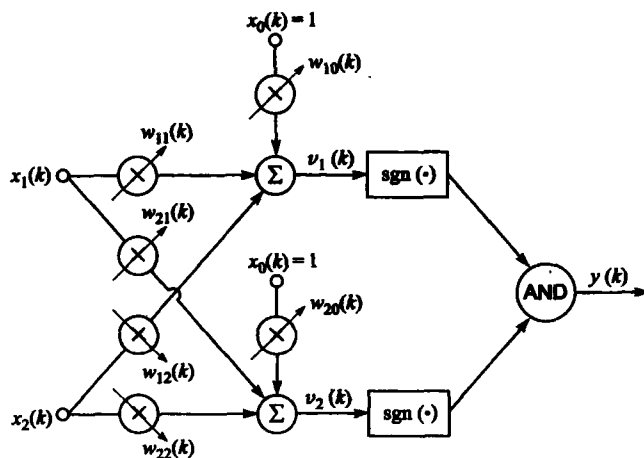 x₀(k) = 1
w₁₀(k)
w₁₁(k)
x₁(k)
Σ
v₁ (k)
sgn (•)
w₂₁(k)
x₀(k) = 1
AND
y (k)
w₂₀(k)
w₁₂(k)
x₂(k)
w₂₂(k)
Σ
v₂ (k)
sgn (•)